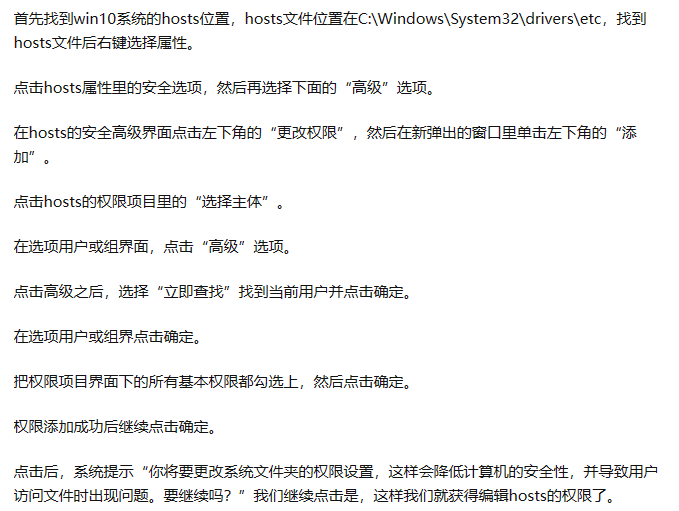 首先找到win10系统的hosts位置，hosts文件位置在C:\Windows\System32\drivers\etc，找到
hosts文件后右键选择属性。
点击hosts属性里的安全选项，然后再选择下面的“高级”选项。
在hosts的安全高级界面点击左下角的“更改权限”，然后在新弹出的窗口里单击左下角的“添
加”。
点击hosts的权限项目里的“选择主体”。
在选项用户或组界面，点击“高级”选项。
点击高级之后，选择“立即查找”找到当前用户并点击确定。
在选项用户或组界点击确定。
把权限项目界面下的所有基本权限都勾选上，然后点击确定。
权限添加成功后继续点击确定。
点击后，系统提示“你将要更改系统文件夹的权限设置，这样会降低计算机的安全性，并导致用户
访问文件时出现问题。要继续吗？”我们继续点击是，这样我们就获得编辑hosts的权限了。